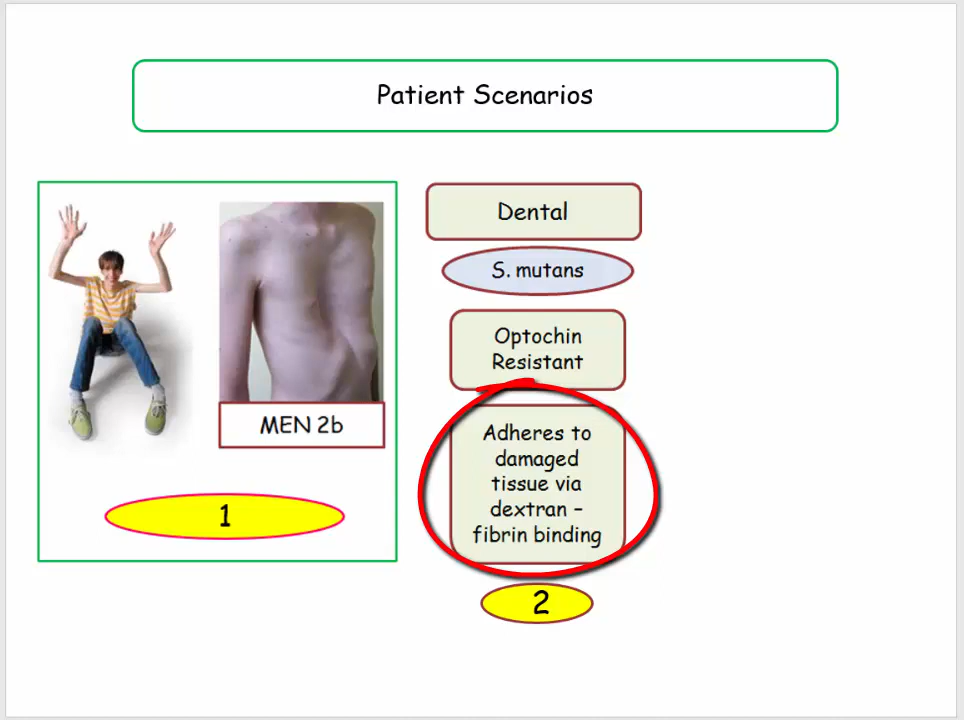 Patient Scenarios
MEN 2b
1
Dental
S. mutans
Optochin
Resistant
Adheres to
damaged
tissue via
dextran –
fibrin binding
2